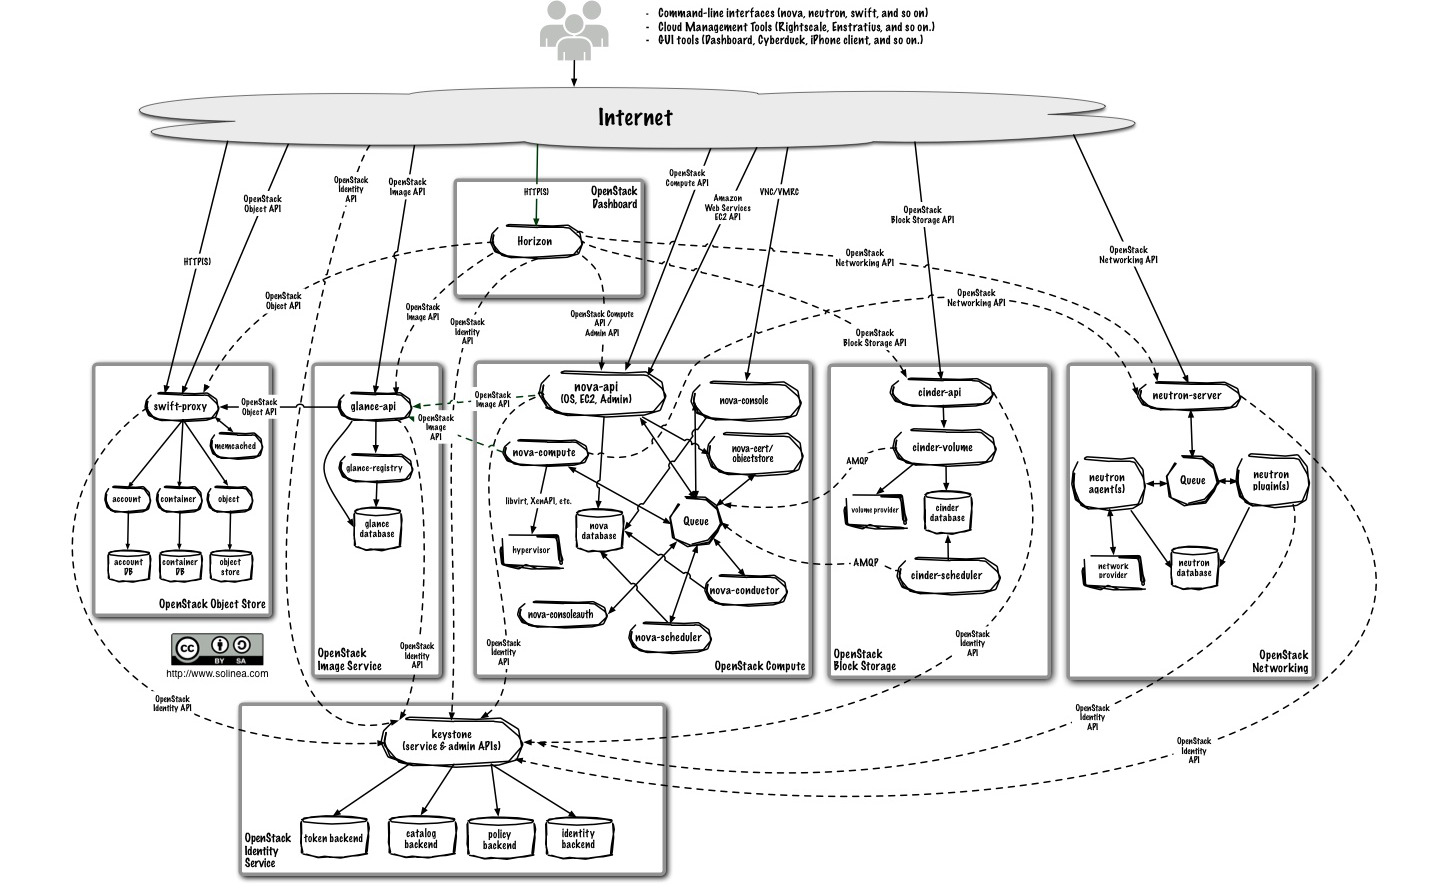 - Command-line interfaces (nova, neutron, swift, and so on)
- Cloud Management Tools (Rightscale, Enstratius, and so on.)
- GUI tools (Dashboard, Cyberduck, iPhone client, and so on.)
Internet
HTTP(S)
OpenStack
Object API
OpenStack
Identity
API
OpenStack
Image API
HTTP(S)
OpenStack
Dashboard
Horizon
OpenStack
Compute API
Amazon
Web Services
EC2 API
VNC/VMRC
OpenStack
Block Storage API
OpenStack
Networking API
OpenStack
Networking API
OpenStack
Networking API
OpenStack
Object API
OpenStack
Image API
OpenStack
Identity
API
OpenStack Compute
API /
Admin API
OpenStack
Block Storage API
swift-proxy
memcached
account
container
object
account
DB
container
DB
object
store
OpenStack Object Store
OpenStack
Object API
glance-api
glance-registry
glance
database
OpenStack
Image Service
OpenStack
Identity
API
OpenStack
Image API
OpenStack
Image
API
nova-api
(OS, EC2, Admin)
nova-console
nova-compute
nova-cert/
objectstore
libvirt, XenAPI, etc.
hypervisor
nova
database
Queue
nova-conductor
nova-consoleauth
nova-scheduler
OpenStack
Identity
API
OpenStack Compute
cinder-api
cinder-volume
AMQP
volume provider
cinder
database
AMQP
cinder-scheduler
OpenStack
Block Storage
OpenStack
Identity
API
neutron-server
neutron
agent(s)
Queue
neutron
plugin(s)
network
provider
neutron
database
OpenStack
Networking
CC
BY SA
http://www.solinea.com
OpenStack
Identity API
OpenStack
Identity
API
OpenStack
Identity
API
keystone
(service & admin APIs)
token backend
catalog
backend
policy
backend
identity
backend
OpenStack
Identity
Service